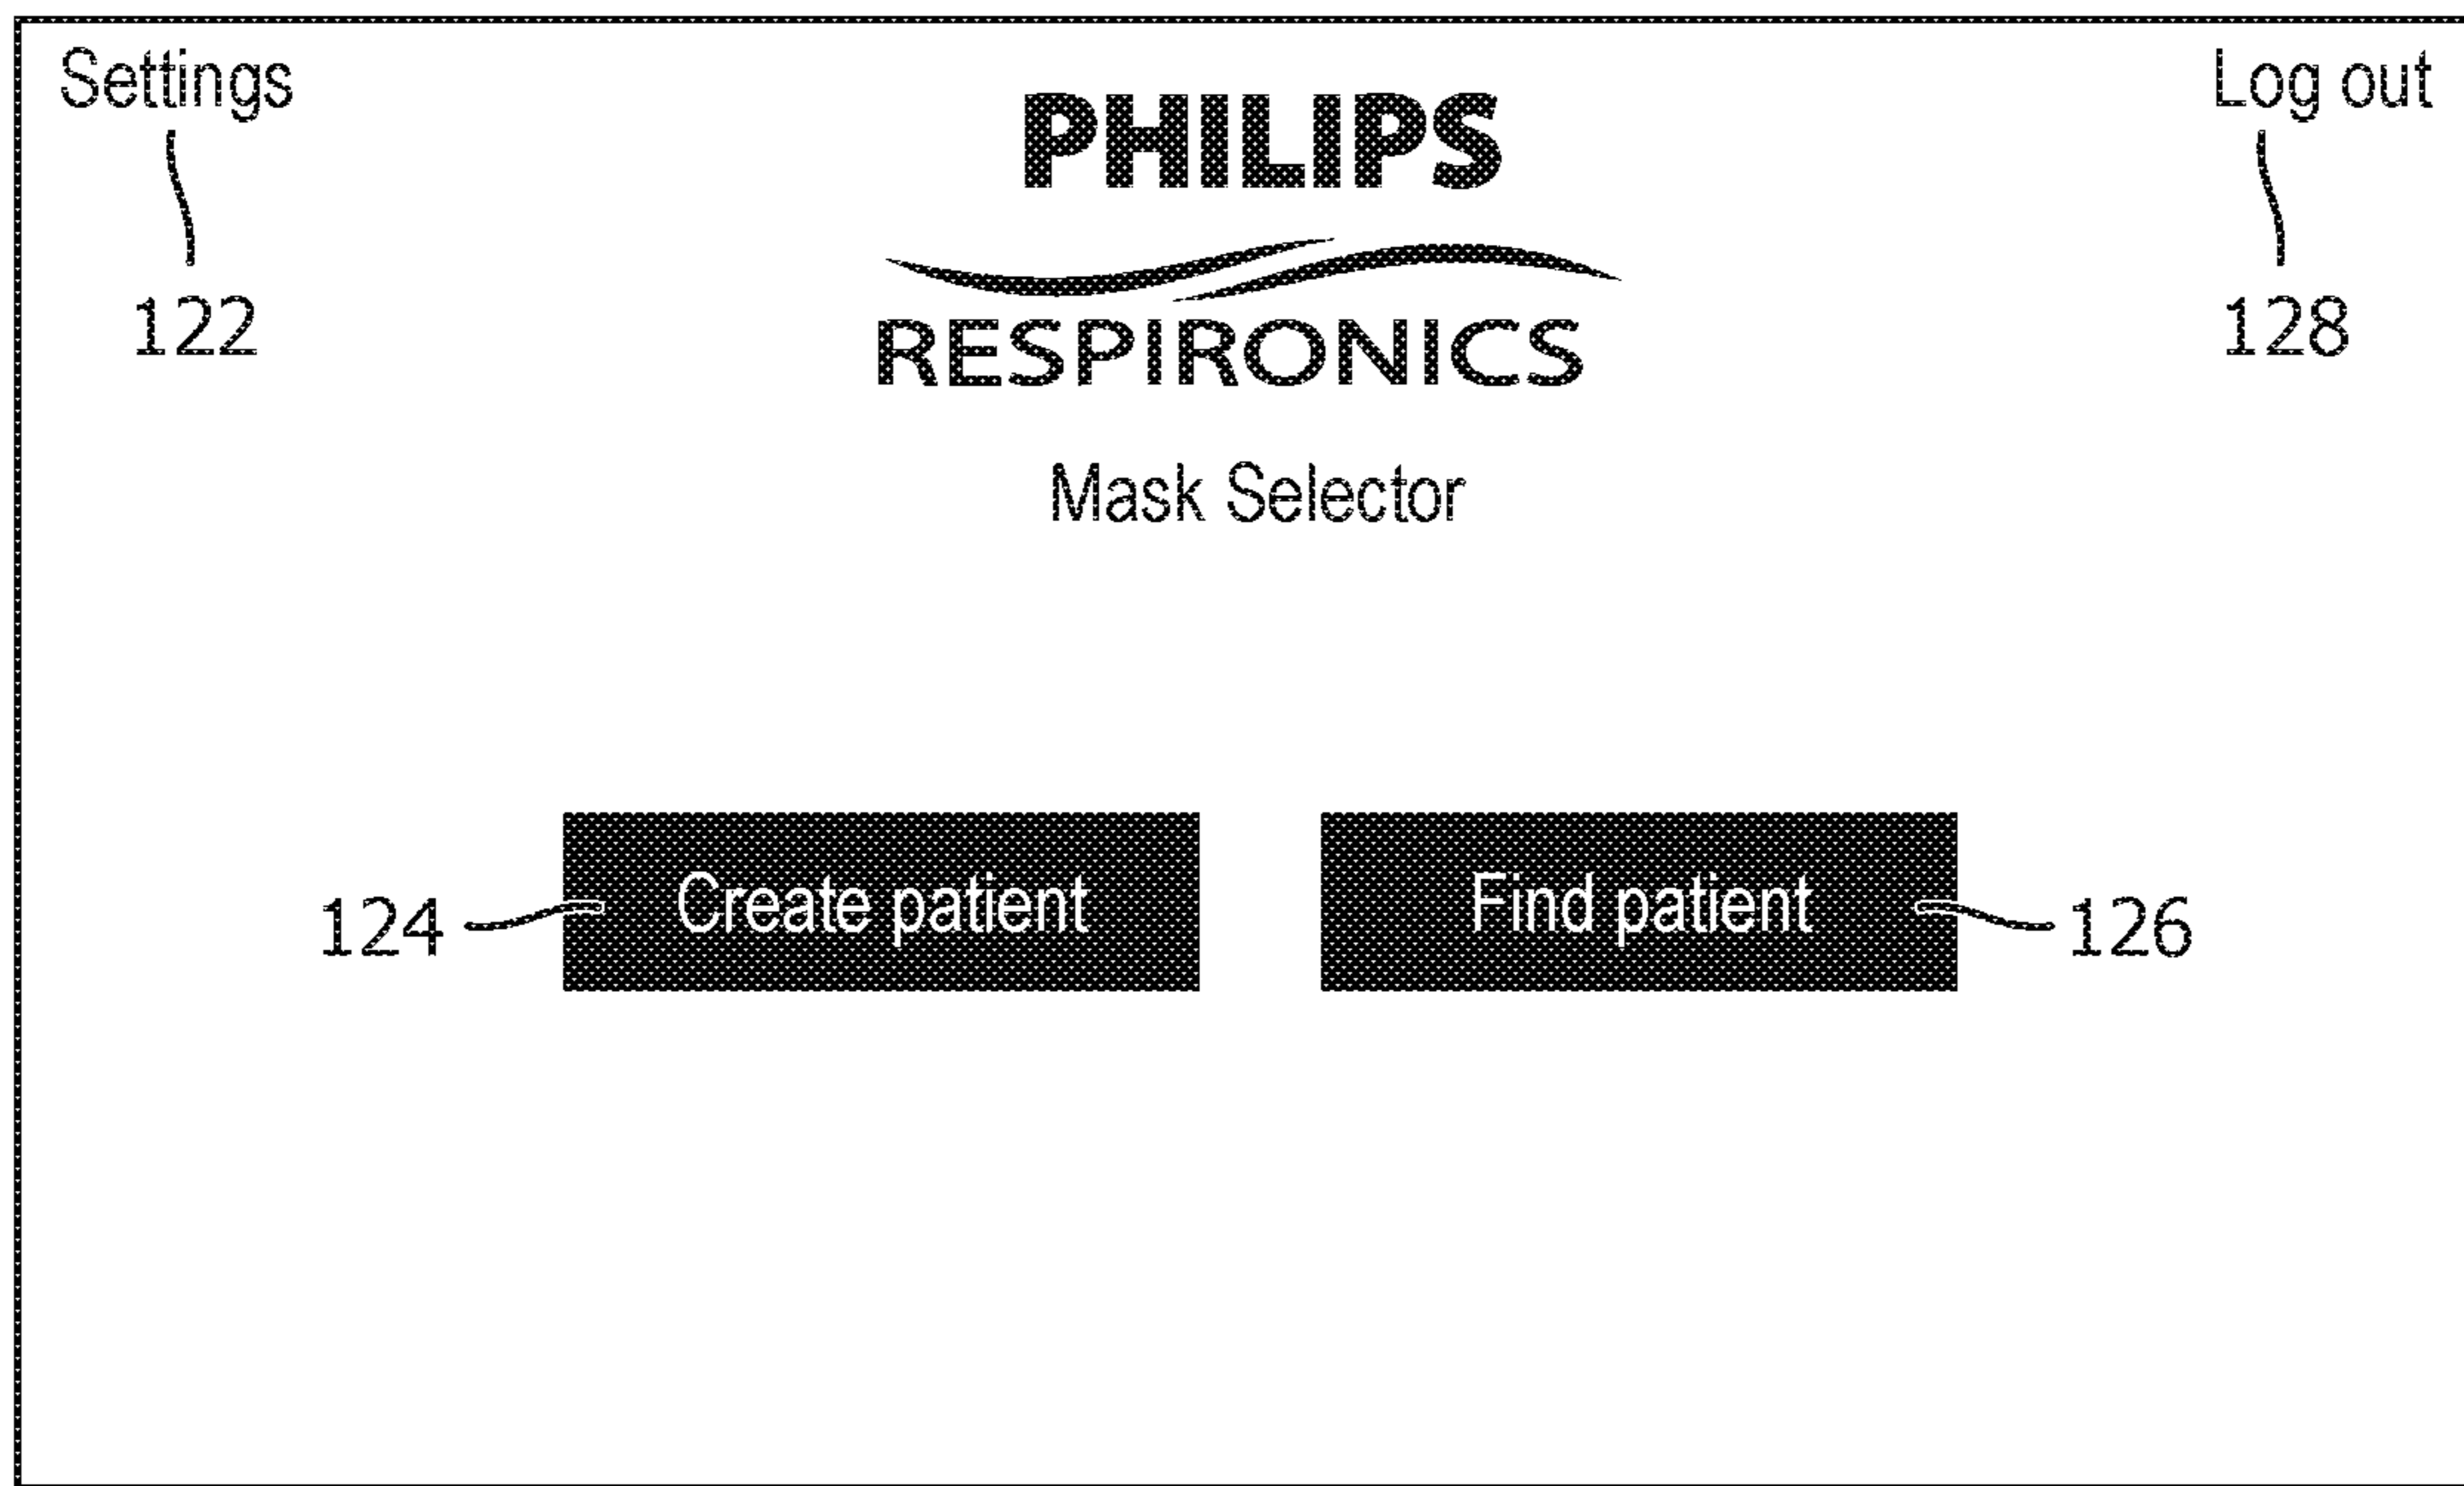 Settings
Log out
PHILIPS
122
128
RESPIRONICS
Mask Selector
124
Create patient
Find patient
126